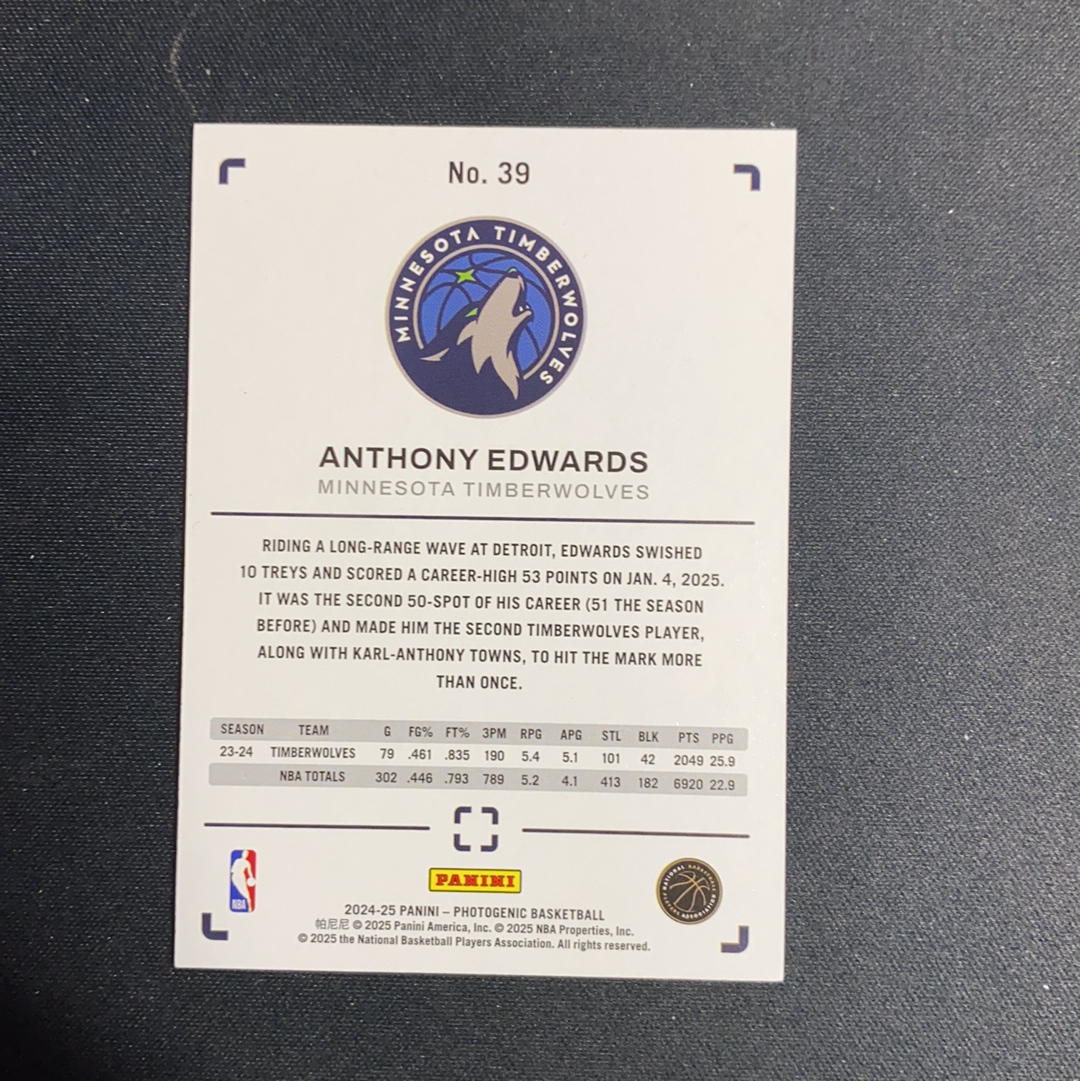 No. 39
MINNESOTA TIMBERWOLVES
ANTHONY EDWARDS
MINNESOTA TIMBERWOLVES
RIDING A LONG-RANGE WAVE AT DETROIT, EDWARDS SWISHED
10 TREYS AND SCORED A CAREER-HIGH 53 POINTS ON JAN. 4, 2025.
IT WAS THE SECOND 50-SPOT OF HIS CAREER (51 THE SEASON
BEFORE) AND MADE HIM THE SECOND TIMBERWOLVES PLAYER,
ALONG WITH KARL-ANTHONY TOWNS, TO HIT THE MARK MORE
THAN ONCE.
SEASON TEAM G FG% FT% 3PM RPG APG STL BLK PTS PPG
23-24 TIMBERWOLVES 79 .461 .835 190 5.4 5.1 101 42 2049 25.9
NBA TOTALS 302 .446 .793 789 5.2 4.1 413 182 6920 22.9
NBA
PANINI
NATIONAL BASKETBALL PLAYERS ASSOCIATION
2024-25 PANINI – PHOTOGENIC BASKETBALL
帕尼尼 © 2025 Panini America, Inc. © 2025 NBA Properties, Inc.
© 2025 the National Basketball Players Association. All rights reserved.